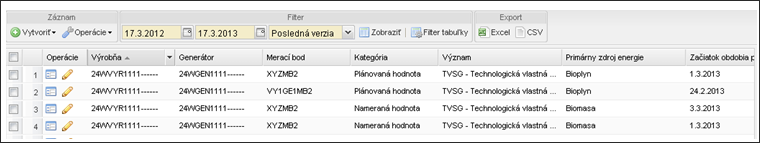 Záznam Filter Export
Vytvoriť Operácie 17.3.2012 17.3.2013 Posledná verzia Zobraziť Filter tabuľky Excel CSV
Operácie Výrobňa Generátor Merací bod Kategória Význam Primárny zdroj energie Začiatok obdobia p
1 24WVYR1111------ 24WGEN1111------ XYZMB2 Plánovaná hodnota TVSG - Technologická vlastná ... Bioplyn 1.3.2013
2 24WVYR1111------ 24WGEN1111------ VY1GE1MB2 Plánovaná hodnota TVSG - Technologická vlastná ... Bioplyn 24.2.2013
3 24WVYR1111------ 24WGEN1111------ XYZMB2 Nameraná hodnota TVSG - Technologická vlastná ... Biomasa 3.3.2013
4 24WVYR1111------ 24WGEN1111------ XYZMB2 Nameraná hodnota TVSG - Technologická vlastná ... Biomasa 1.3.2013